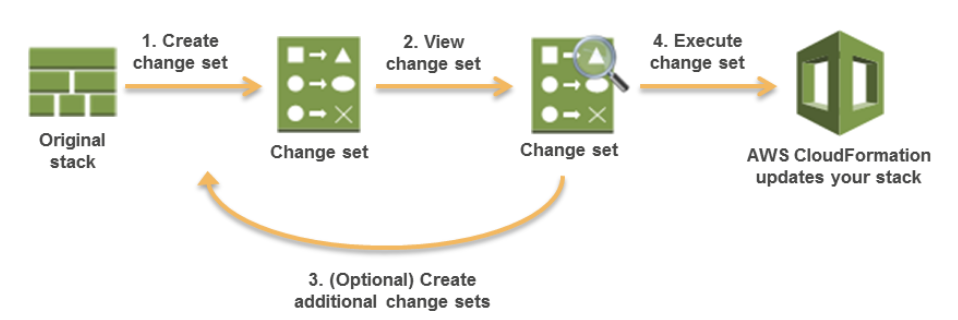 1. Create
change set
2. View
change set
4. Execute
change set
Original
stack
Change set
Change set
AWS CloudFormation
updates your stack
3. (Optional) Create
additional change sets